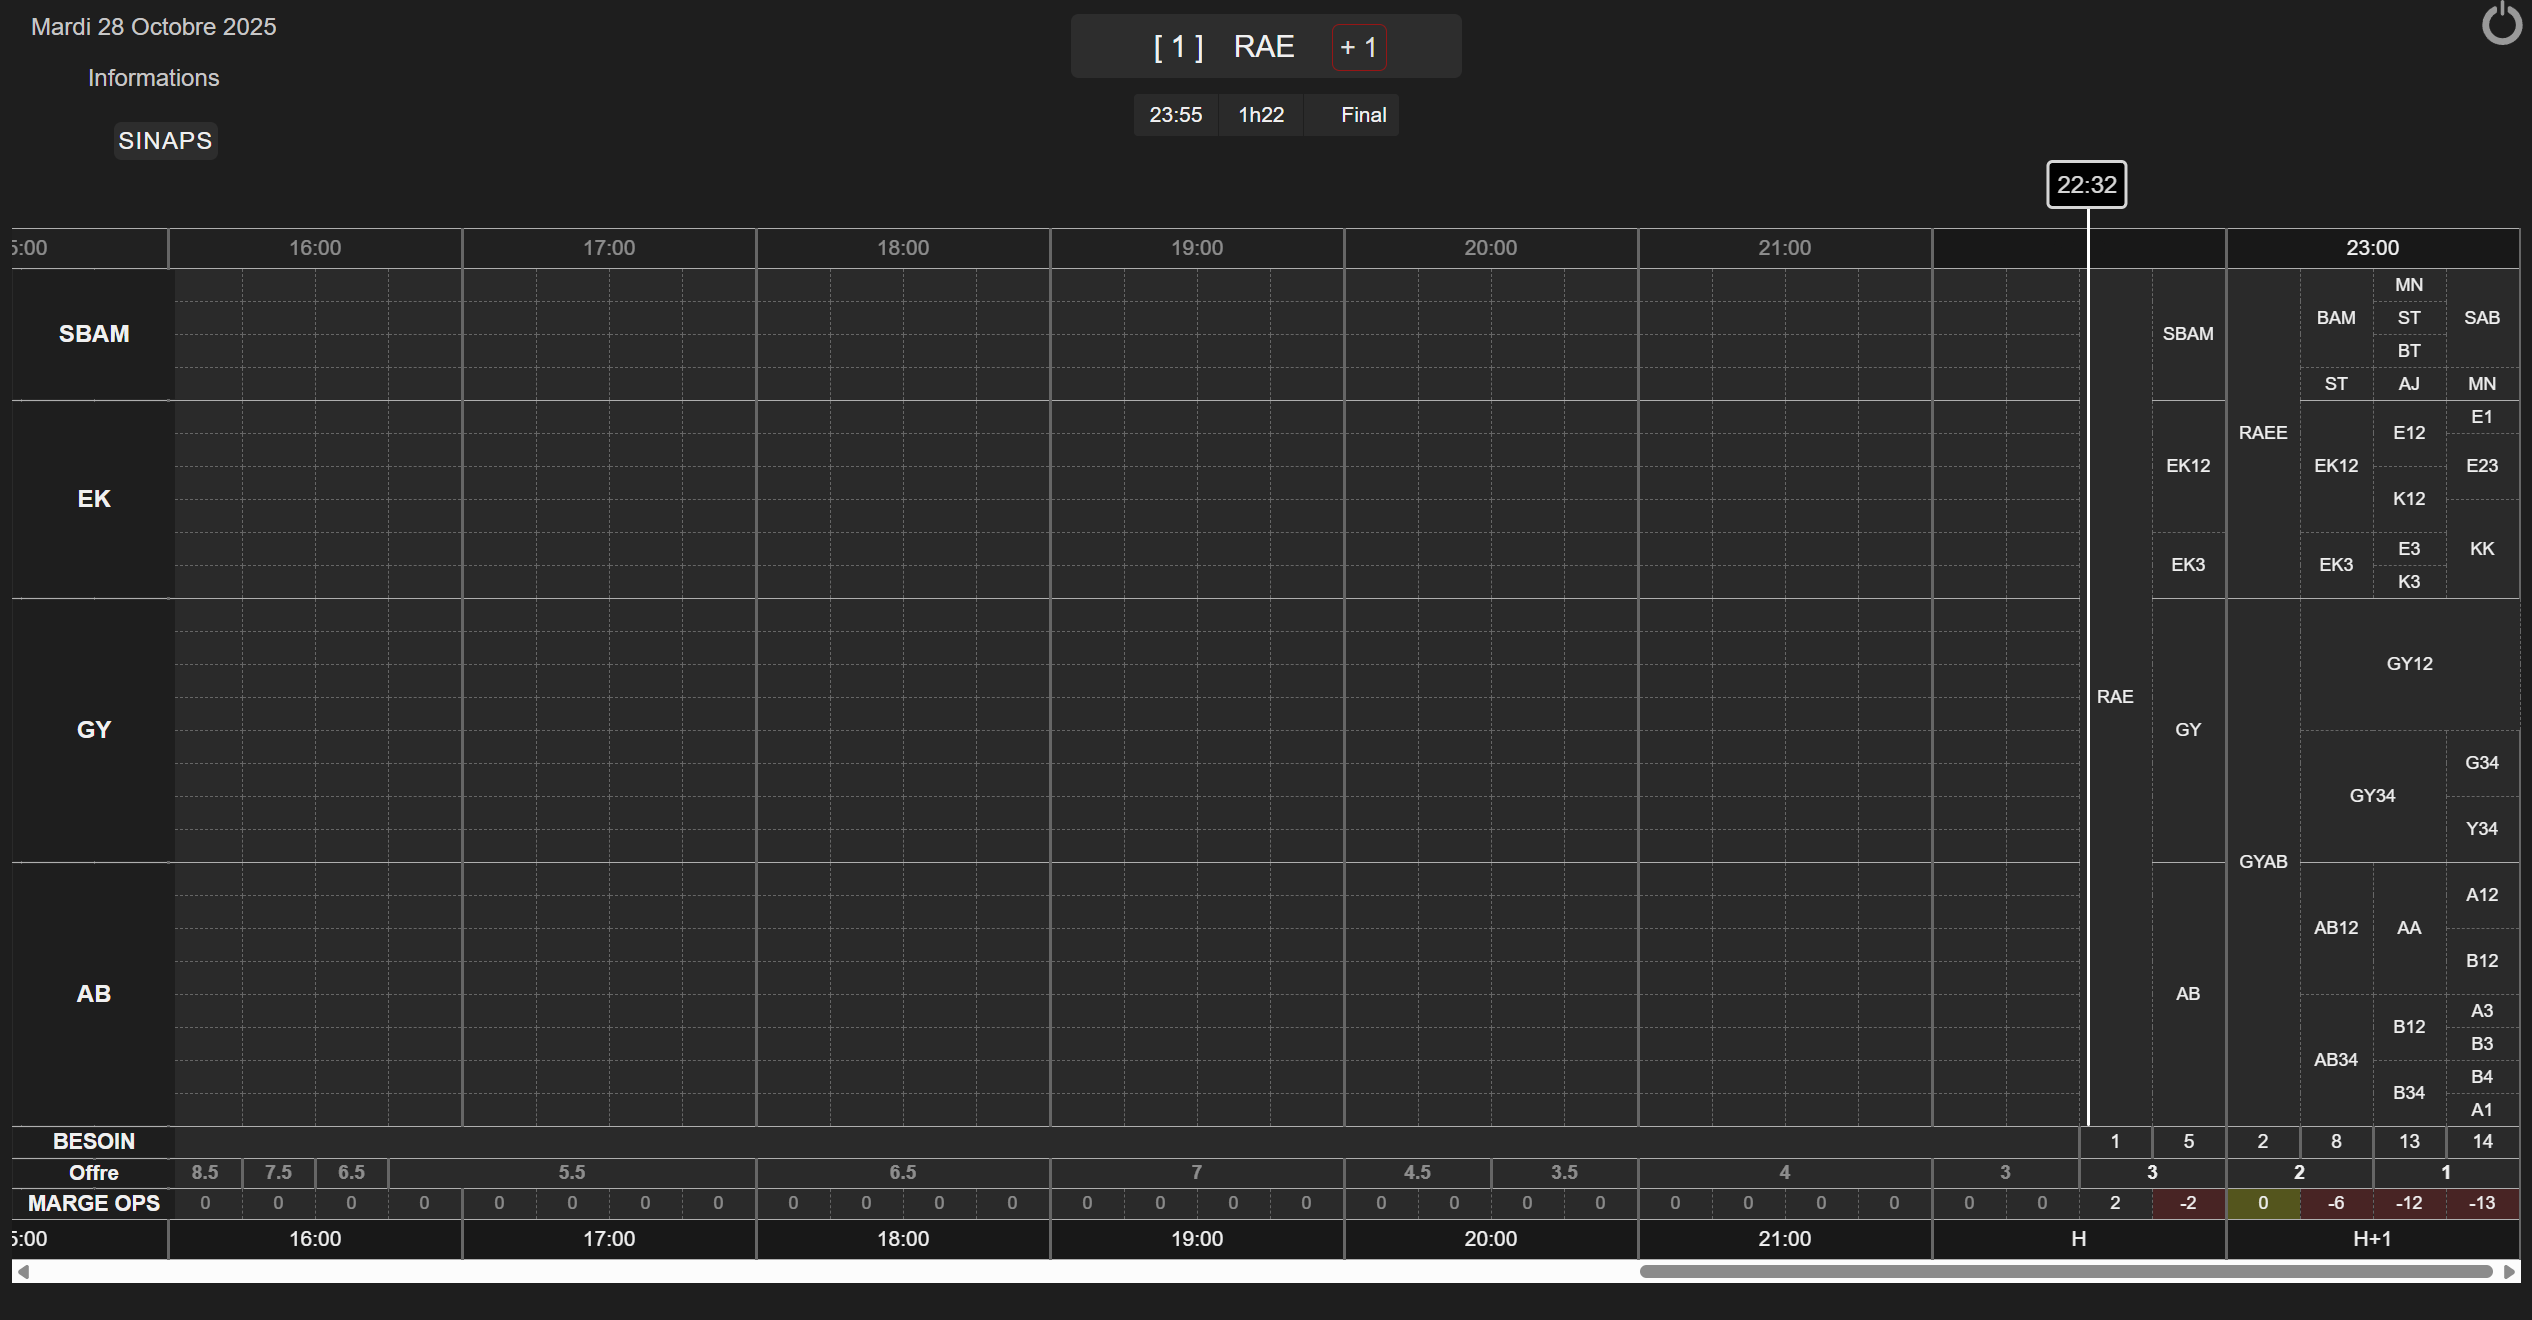 Mardi 28 Octobre 2025
[ 1 ] RAE + 1
Informations
23:55 1h22 Final
SINAPS
22:32
5:00 16:00 17:00 18:00 19:00 20:00 21:00 23:00
SBAM
EK
GY
AB
RAE
SBAM
EK12
EK3
GY
AB
RAEE
GYAB
BAM
ST
EK12
EK3
GY12
GY34
AB12
AB34
MN
ST
BT
AJ
E12
K12
E3
K3
AA
B12
B34
SAB
MN
E1
E23
KK
G34
Y34
A12
B12
A3
B3
B4
A1
BESOIN 1 5 2 8 13 14
Offre 8.5 7.5 6.5 5.5 6.5 7 4.5 3.5 4 3 3 2 1
MARGE OPS 0 0 0 0 0 0 0 0 0 0 0 0 0 0 0 0 0 0 0 0 0 0 0 0 0 0 2 -2 0 -6 -12 -13
5:00 16:00 17:00 18:00 19:00 20:00 21:00 H H+1